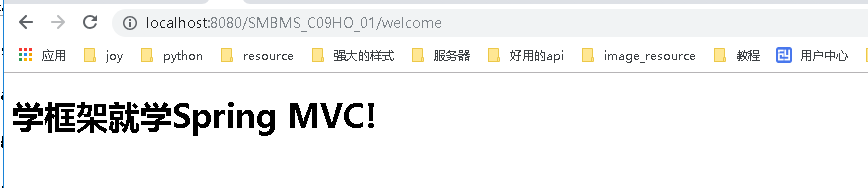 localhost:8080/SMBMS_C09HO_01/welcome
应用 joy python resource 强大的样式 服务器 好用的api image_resource 教程 用户中心
学框架就学Spring MVC!